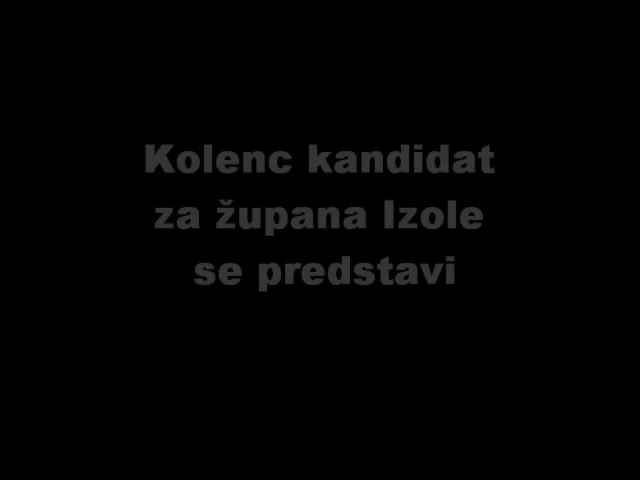 Kolenc kandidat
za župana Izole
se predstavi